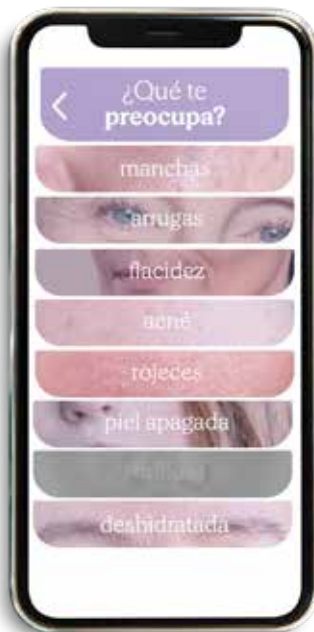 ¿Qué te
preocupa?
manchas
arrugas
flacidez
acné
rojeces
piel apagada
deshidratada